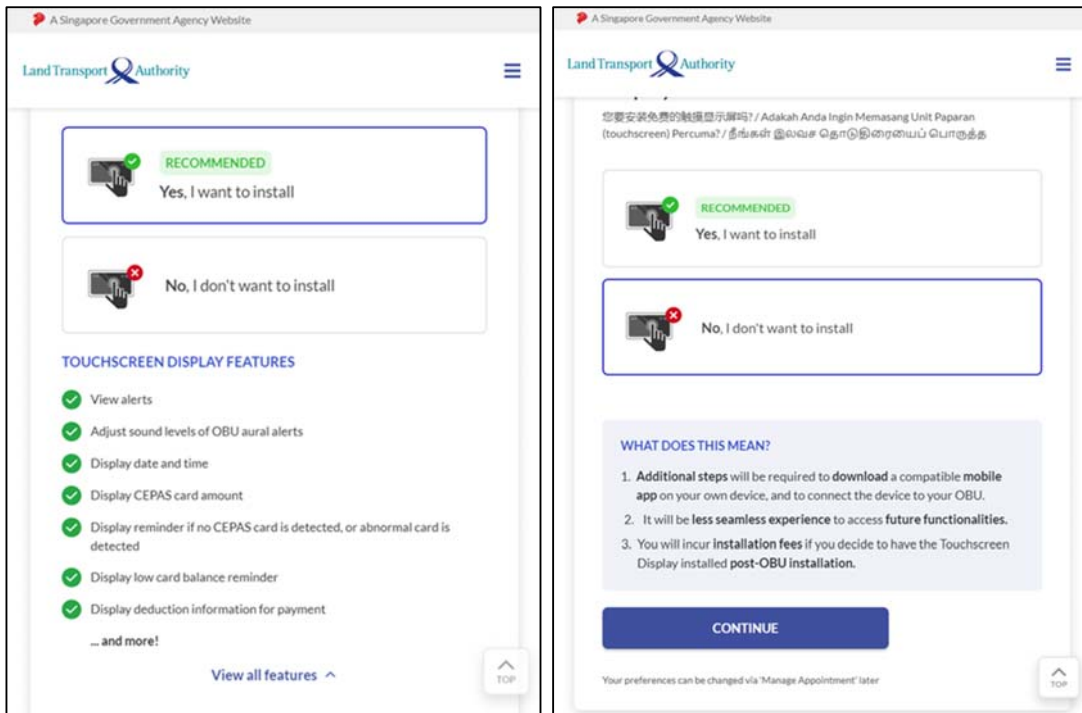 A Singapore Government Agency Website
Land Transport Authority
RECOMMENDED
Yes, I want to install
No, I don't want to install
TOUCHSCREEN DISPLAY FEATURES
View alerts
Adjust sound levels of OBU aural alerts
Display date and time
Display CEPAS card amount
Display reminder if no CEPAS card is detected, or abnormal card is
detected
Display low card balance reminder
Display deduction information for payment
... and more!
View all features
TOP
A Singapore Government Agency Website
Land Transport Authority
您要安装免费的触摸显示屏吗? / Adakah Anda Ingin Memasang Unit Paparan
(touchscreen) Percuma? / நீங்கள் இலவச தொடுதிரையைப் பொருத்த
RECOMMENDED
Yes, I want to install
No, I don't want to install
WHAT DOES THIS MEAN?
1. Additional steps will be required to download a compatible mobile
app on your own device, and to connect the device to your OBU.
2. It will be less seamless experience to access future functionalities.
3. You will incur installation fees if you decide to have the Touchscreen
Display installed post-OBU installation.
CONTINUE
Your preferences can be changed via 'Manage Appointment' later
TOP